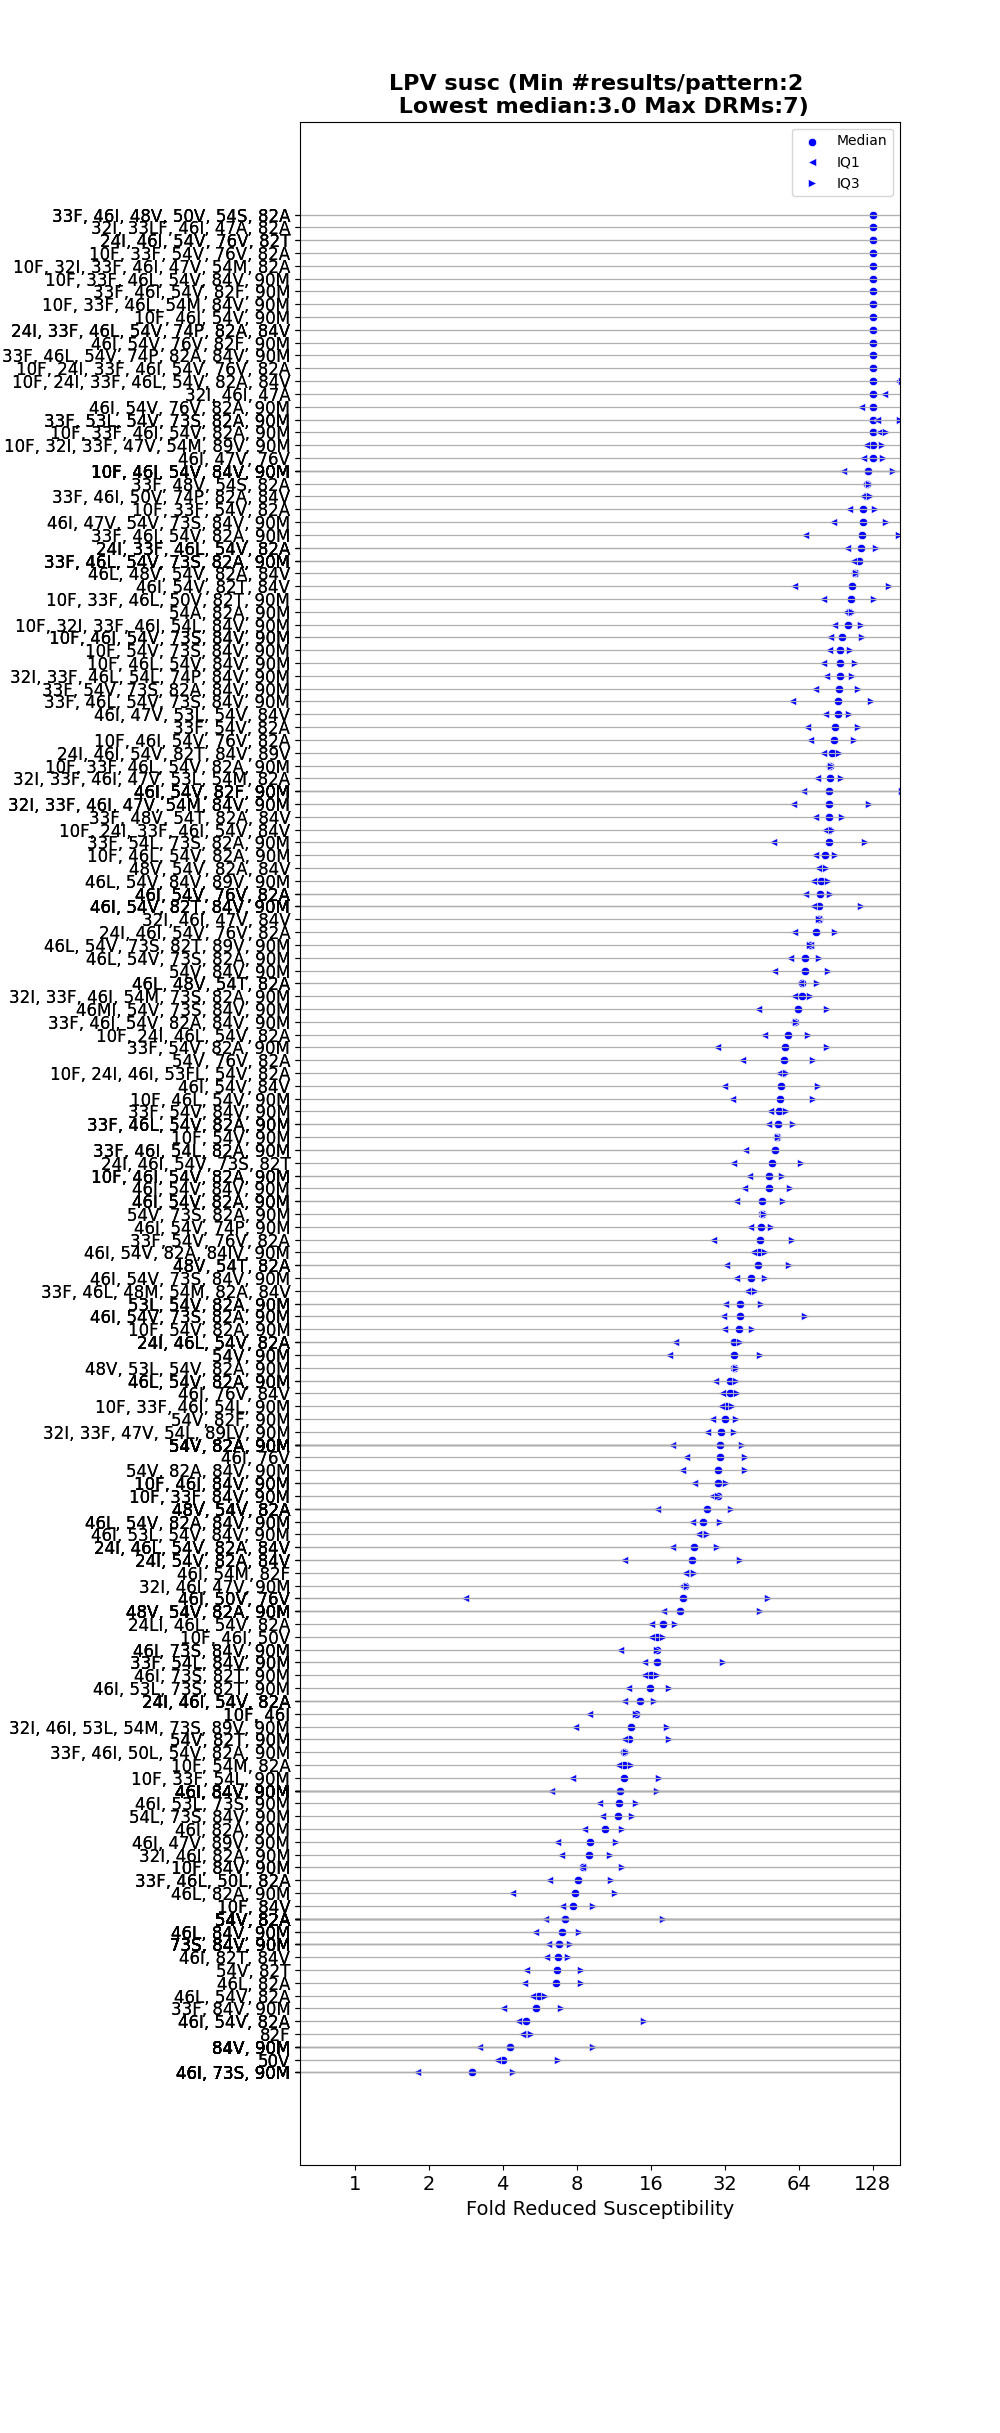 LPV susc (Min #results/pattern:2
Lowest median:3.0 Max DRMs:7)
Median
IQ1
IQ3
33F, 46I, 48V, 50V, 54S, 82A
32I, 33LF, 46I, 47A, 82A
24I, 46I, 54V, 76V, 82T
10F, 33F, 54V, 76V, 82A
10F, 32I, 33F, 46I, 47V, 54M, 82A
10F, 33F, 46L, 54V, 84V, 90M
33F, 46I, 54V, 82F, 90M
10F, 33F, 46L, 54M, 84V, 90M
10F, 46I, 54V, 90M
24I, 33F, 46L, 54V, 74P, 82A, 84V
46I, 54V, 76V, 82F, 90M
33F, 46L, 54V, 74P, 82A, 84V, 90M
10F, 24I, 33F, 46I, 54V, 76V, 82A
10F, 24I, 33F, 46L, 54V, 82A, 84V
32I, 46I, 47A
46I, 54V, 76V, 82A, 90M
33F, 53L, 54V, 73S, 82A, 90M
10F, 33F, 46I, 54V, 82A, 90M
10F, 32I, 33F, 47V, 54M, 89V, 90M
46I, 47V, 76V
10F, 46I, 54V, 84V, 90M
33F, 48V, 54S, 82A
33F, 46I, 50V, 74P, 82A, 84V
10F, 33F, 54V, 82A
46I, 47V, 54V, 73S, 84V, 90M
33F, 46I, 54V, 82A, 90M
24I, 33F, 46L, 54V, 82A
33F, 46L, 54V, 73S, 82A, 90M
46L, 48V, 54V, 82A, 84V
46I, 54V, 82T, 84V
10F, 33F, 46L, 50V, 82T, 90M
54A, 82A, 90M
10F, 32I, 33F, 46I, 54L, 84V, 90M
10F, 46I, 54V, 73S, 84V, 90M
10F, 54V, 73S, 84V, 90M
10F, 46L, 54V, 84V, 90M
32I, 33F, 46L, 54L, 74P, 84V, 90M
33F, 54V, 73S, 82A, 84V, 90M
33F, 46L, 54V, 73S, 84V, 90M
46I, 47V, 53L, 54V, 84V
33F, 54V, 82A
10F, 46I, 54V, 76V, 82A
24I, 46I, 54V, 82T, 84V, 89V
10F, 33F, 46L, 54V, 82A, 90M
32I, 33F, 46I, 47V, 53L, 54M, 82A
46I, 54V, 82F, 90M
32I, 33F, 46I, 47V, 54M, 84V, 90M
33F, 48V, 54T, 82A, 84V
10F, 24I, 33F, 46I, 54V, 84V
33F, 54L, 73S, 82A, 90M
10F, 46L, 54V, 82A, 90M
48V, 54V, 82A, 84V
46L, 54V, 84V, 89V, 90M
46I, 54V, 76V, 82A
46I, 54V, 82T, 84V, 90M
32I, 46I, 47V, 84V
24I, 46I, 54V, 76V, 82A
46L, 54V, 73S, 82T, 89V, 90M
46L, 54V, 73S, 82A, 90M
54V, 84V, 90M
46L, 48V, 54T, 82A
32I, 33F, 46I, 54M, 73S, 82A, 90M
46MI, 54V, 73S, 84V, 90M
33F, 46I, 54V, 82A, 84V, 90M
10F, 24I, 46L, 54V, 82A
33F, 54V, 82A, 90M
54V, 76V, 82A
10F, 24I, 46I, 53FL, 54V, 82A
46I, 54V, 84V
10F, 46L, 54V, 90M
33F, 54V, 84V, 90M
33F, 46L, 54V, 82A, 90M
10F, 54V, 90M
33F, 46I, 54L, 82A, 90M
24I, 46I, 54V, 73S, 82T
10F, 46I, 54V, 82A, 90M
46I, 54V, 84V, 90M
46I, 54V, 82A, 90M
54V, 73S, 82A, 90M
46I, 54V, 74P, 90M
33F, 54V, 76V, 82A
46I, 54V, 82A, 84IV, 90M
48V, 54T, 82A
46I, 54V, 73S, 84V, 90M
33F, 46L, 48M, 54M, 82A, 84V
53L, 54V, 82A, 90M
46I, 54V, 73S, 82A, 90M
10F, 54V, 82A, 90M
24I, 46L, 54V, 82A
54V, 90M
48V, 53L, 54V, 82A, 90M
46L, 54V, 82A, 90M
46I, 76V, 84V
10F, 33F, 46I, 54L, 90M
54V, 82F, 90M
32I, 33F, 47V, 54L, 89LV, 90M
54V, 82A, 90M
46I, 76V
54V, 82A, 84V, 90M
10F, 46I, 84V, 90M
10F, 33F, 84V, 90M
48V, 54V, 82A
46L, 54V, 82A, 84V, 90M
46I, 53L, 54V, 84V, 90M
24I, 46L, 54V, 82A, 84V
24I, 54V, 82A, 84V
46I, 54M, 82F
32I, 46I, 47V, 90M
46I, 50V, 76V
48V, 54V, 82A, 90M
24LI, 46L, 54V, 82A
10F, 46I, 50V
46I, 73S, 84V, 90M
33F, 54L, 84V, 90M
46I, 73S, 82T, 90M
46I, 53L, 73S, 82T, 90M
24I, 46I, 54V, 82A
10F, 46I
32I, 46I, 53L, 54M, 73S, 89V, 90M
54V, 82T, 90M
33F, 46I, 50L, 54V, 82A, 90M
10F, 54M, 82A
10F, 33F, 54L, 90M
46I, 84V, 90M
46I, 53L, 73S, 90M
54L, 73S, 84V, 90M
46I, 82A, 90M
46I, 47V, 89V, 90M
32I, 46I, 82A, 90M
10F, 84V, 90M
33F, 46L, 50L, 82A
46L, 82A, 90M
10F, 84V
54V, 82A
46L, 84V, 90M
73S, 84V, 90M
46I, 82T, 84V
54V, 82T
46L, 82A
46L, 54V, 82A
33F, 84V, 90M
46I, 54V, 82A
82F
84V, 90M
50V
46I, 73S, 90M
1 2 4 8 16 32 64 128
Fold Reduced Susceptibility